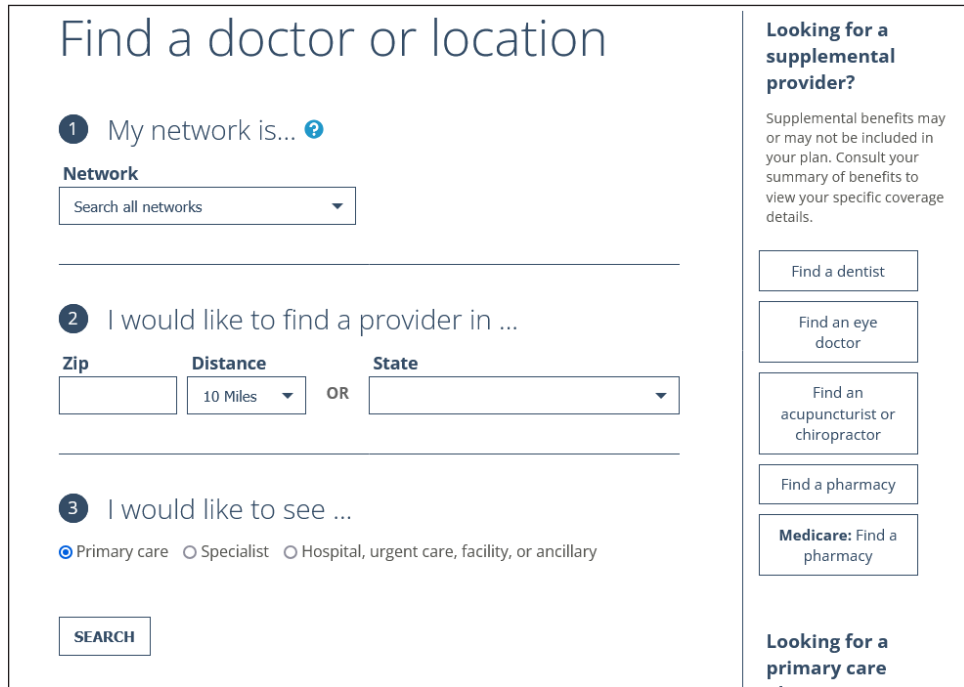 Find a doctor or location
1 My network is... ?
Network
Search all networks
2 I would like to find a provider in ...
Zip Distance State
10 Miles OR
3 I would like to see ...
Primary care Specialist Hospital, urgent care, facility, or ancillary
SEARCH
Looking for a
supplemental
provider?
Supplemental benefits may
or may not be included in
your plan. Consult your
summary of benefits to
view your specific coverage
details.
Find a dentist
Find an eye
doctor
Find an
acupuncturist or
chiropractor
Find a pharmacy
Medicare: Find a
pharmacy
Looking for a
primary care